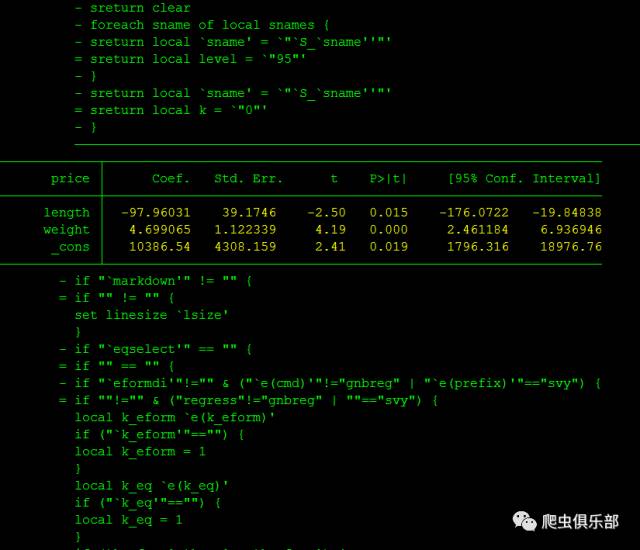 - sreturn clear
- foreach sname of local snames {
- sreturn local `sname' = `"`S_`sname''"'
= sreturn local level = `"95"'
- }
- sreturn local `sname' = `"`S_`sname''"'
= sreturn local k = `"0"'
- }
price Coef. Std. Err. t P>|t| [95% Conf. Interval]
length -97.96031 39.1746 -2.50 0.015 -176.0722 -19.84838
weight 4.699065 1.122339 4.19 0.000 2.461184 6.936946
_cons 10386.54 4308.159 2.41 0.019 1796.316 18976.76
- if "`markdown'" != "" {
= if "" != "" {
set linesize `lsize'
}
- if "`eqselect'" == "" {
= if "" == "" {
- if "`eformdi'"!="" & ("`e(cmd)'"!="gnbreg" | "`e(prefix)'"=="svy") {
= if ""!="" & ("regress"!="gnbreg" | ""=="svy") {
local k_eform `e(k_eform)'
if ("`k_eform'"=="") {
local k_eform = 1
}
local k_eq `e(k_eq)'
if ("`k_eq'"=="") {
local k_eq = 1
}
爬虫俱乐部